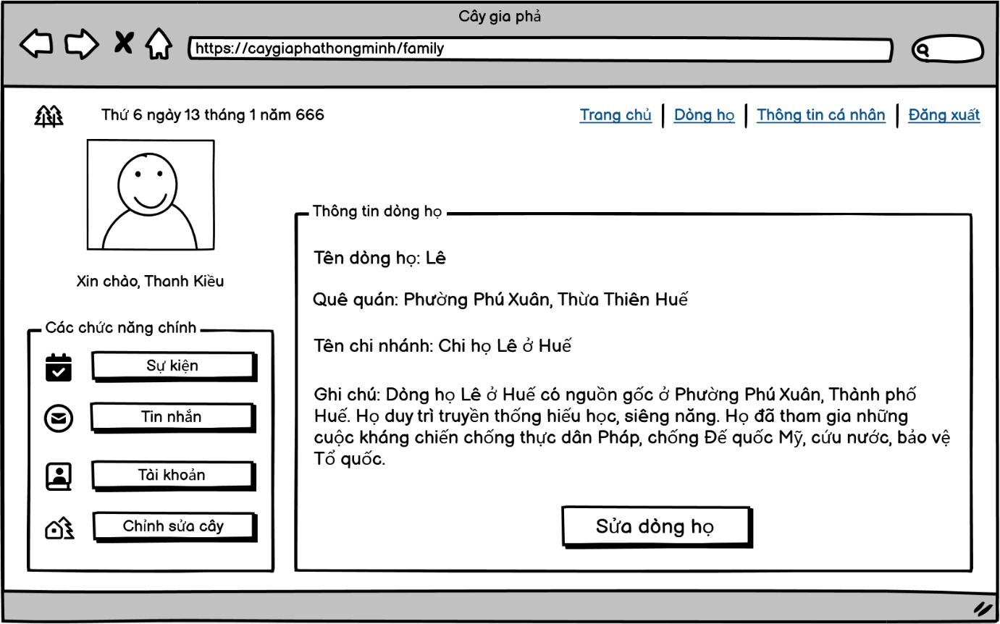 Cây gia phả
https://caygiaphathongminh/family
Thứ 6 ngày 13 tháng 1 năm 666
Trang chủ
Dòng họ
Thông tin cá nhân
Đăng xuất
Xin chào, Thanh Kiều
Các chức năng chính
Sự kiện
Tin nhắn
Tài khoản
Chỉnh sửa cây
Thông tin dòng họ
Tên dòng họ: Lê
Quê quán: Phường Phú Xuân, Thừa Thiên Huế
Tên chi nhánh: Chi họ Lê ở Huế
Ghi chú: Dòng họ Lê ở Huế có nguồn gốc ở Phường Phú Xuân, Thành phố
Huế. Họ duy trì truyền thống hiếu học, siêng năng. Họ đã tham gia những
cuộc kháng chiến chống thực dân Pháp, chống Đế quốc Mỹ, cứu nước, bảo vệ
Tổ quốc.
Sửa dòng họ